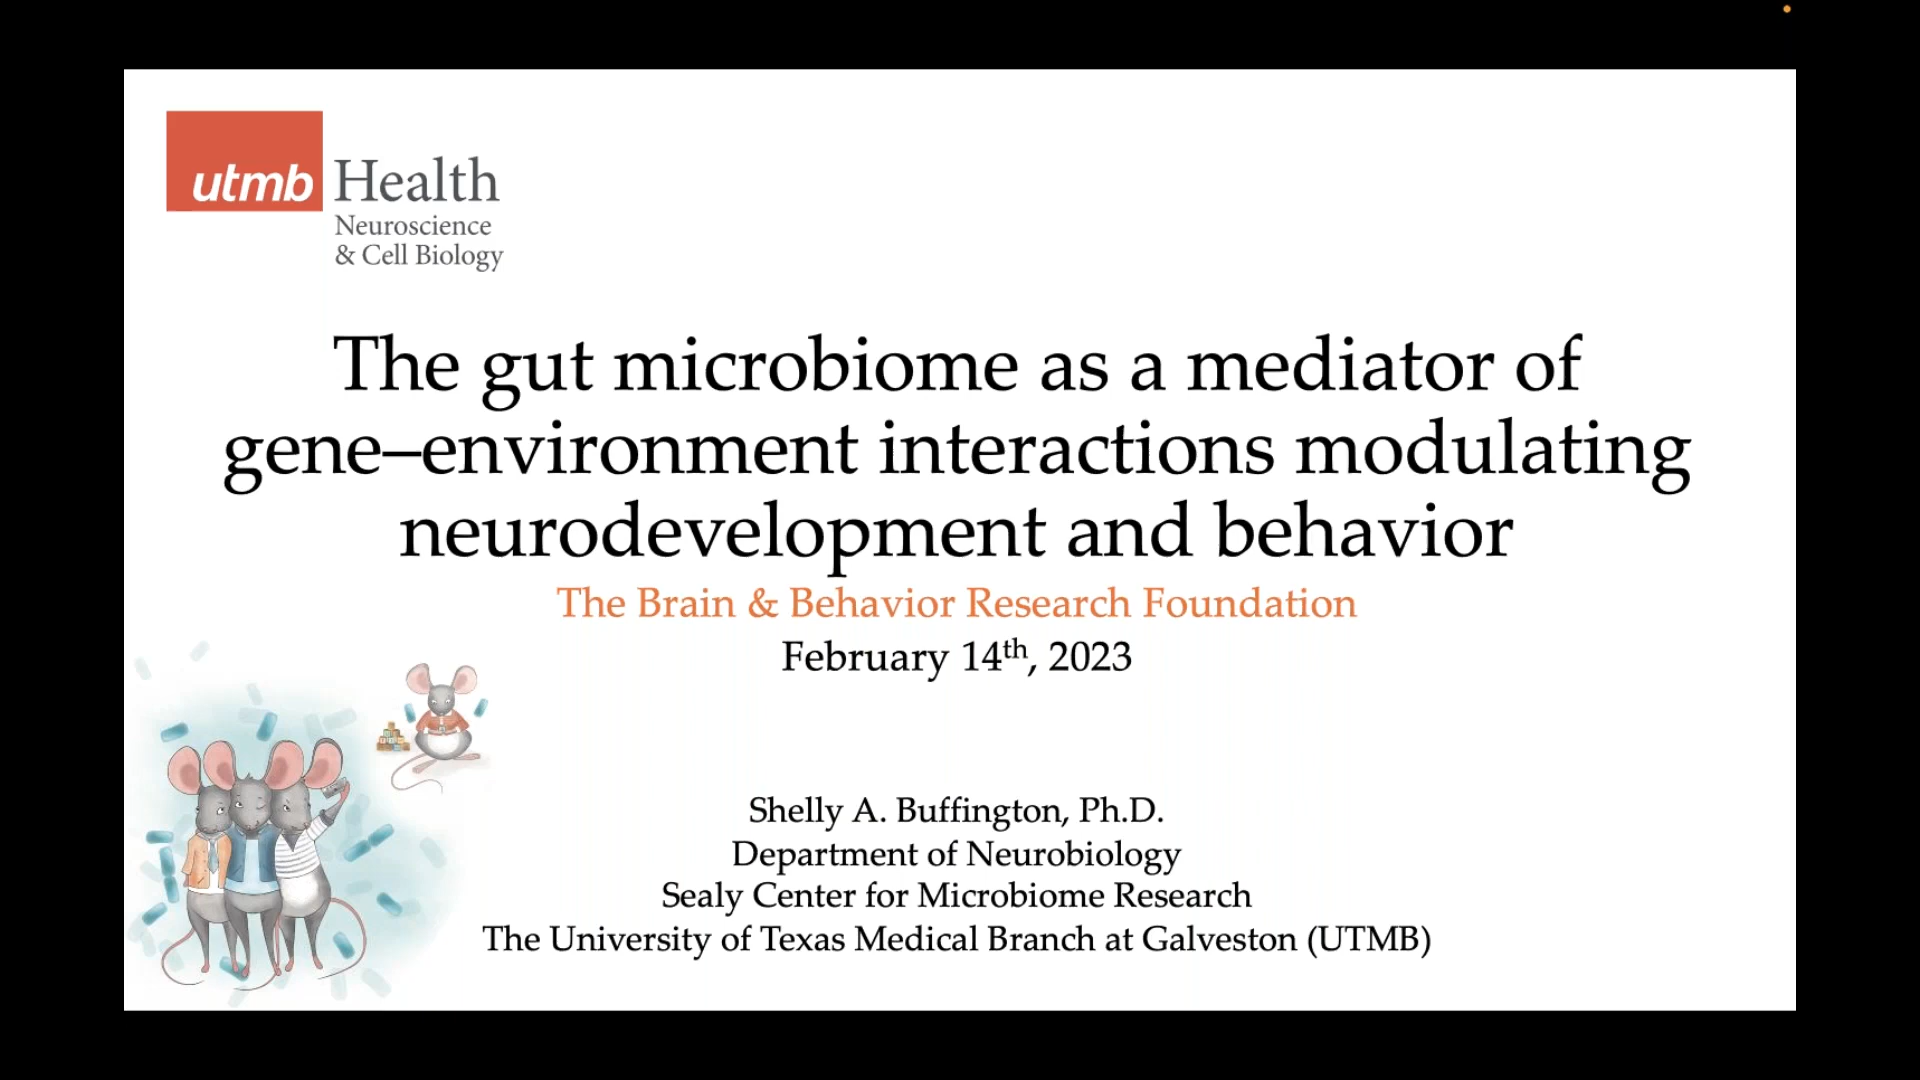 utmb Health
Neuroscience
& Cell Biology
The gut microbiome as a mediator of
gene–environment interactions modulating
neurodevelopment and behavior
The Brain & Behavior Research Foundation
February 14th, 2023
Shelly A. Buffington, Ph.D.
Department of Neurobiology
Sealy Center for Microbiome Research
The University of Texas Medical Branch at Galveston (UTMB)